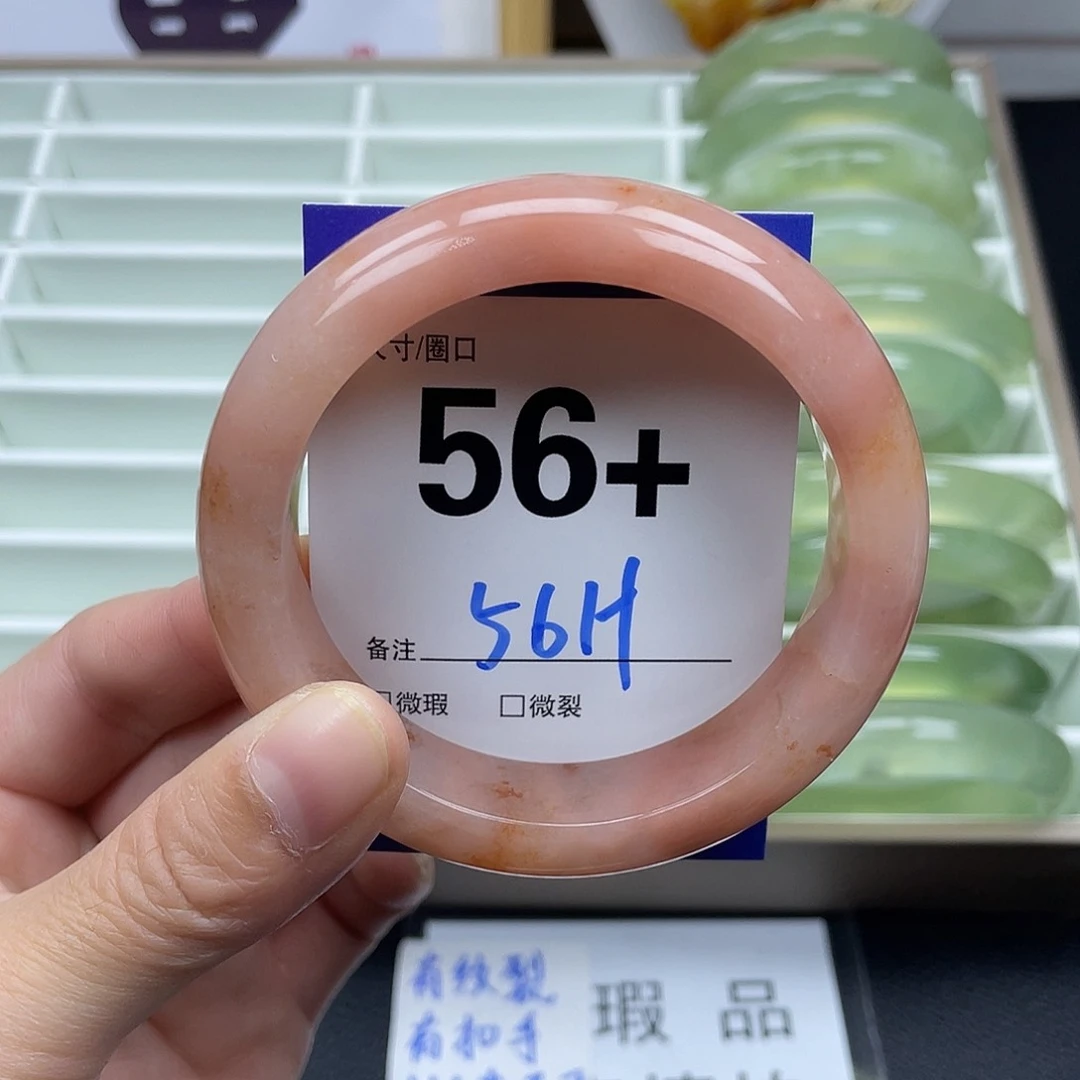 寸/圈口
56+
备注 56H
□微瑕 □微裂
有纹裂 瑕 品
有扣手